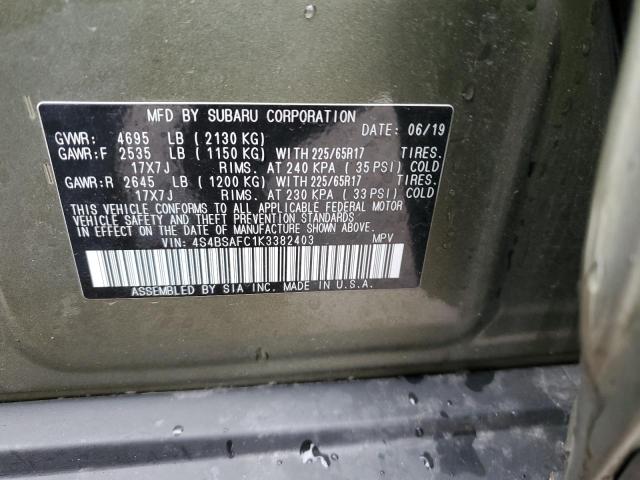 MFD BY SUBARU CORPORATION
GVWR: 4695 LB ( 2130 KG) DATE: 06/19
GAWR:F 2535 LB ( 1150 KG) WITH 225/65R17 TIRES.
17X7J RIMS. AT 240 KPA ( 35 PSI) COLD
GAWR:R 2645 LB ( 1200 KG) WITH 225/65R17 TIRES.
17X7J RIMS. AT 230 KPA ( 33 PSI) COLD
THIS VEHICLE CONFORMS TO ALL APPLICABLE FEDERAL MOTOR
VEHICLE SAFETY AND THEFT PREVENTION STANDARDS
IN EFFECT ON THE DATE OF MANUFACTURE SHOWN ABOVE.
VIN: 4S4BSAFC1K3382403 MPV
ASSEMBLED BY SIA INC. MADE IN U.S.A.